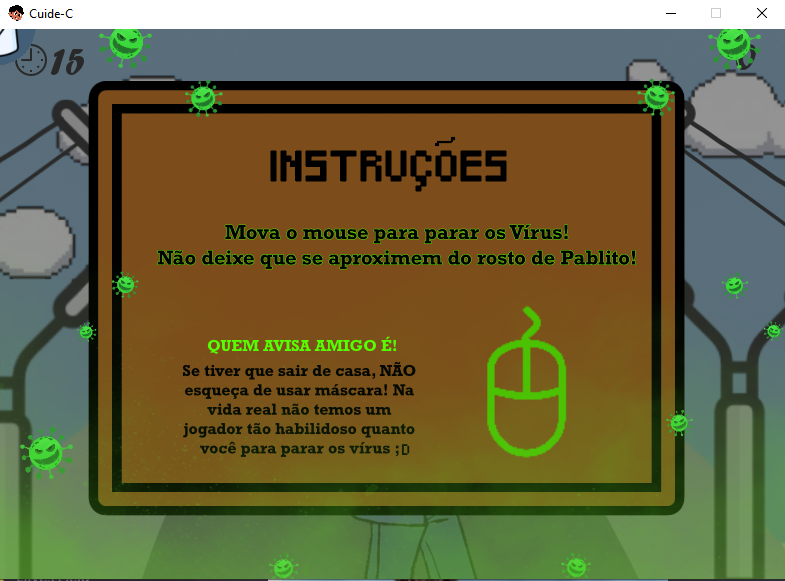 Cuide-C
15
INSTRUÇÕES
Mova o mouse para parar os Vírus!
Não deixe que se aproximem do rosto de Pablito!
QUEM AVISA AMIGO É!
Se tiver que sair de casa, NÃO
esqueça de usar máscara! Na
vida real não temos um
jogador tão habilidoso quanto
você para parar os vírus ;D